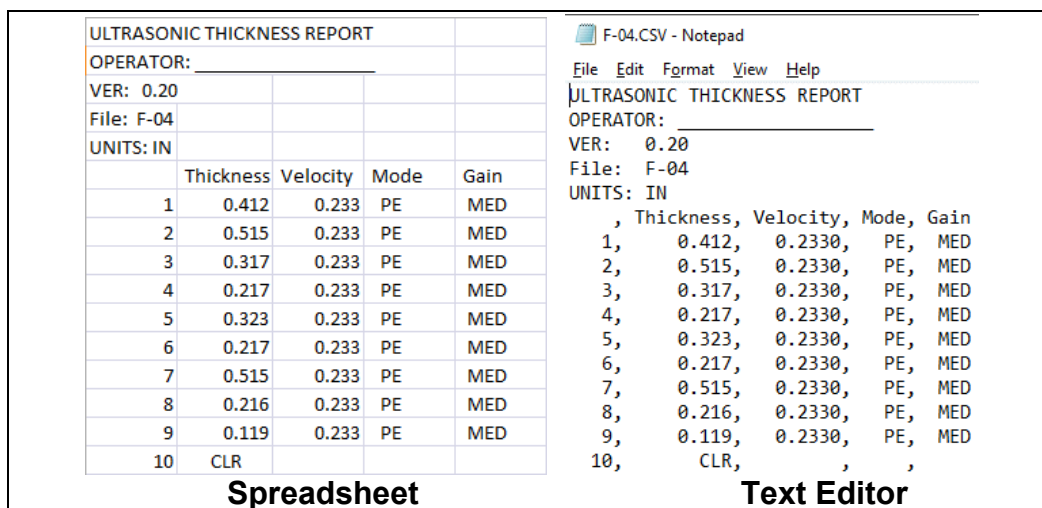 ULTRASONIC THICKNESS REPORT
OPERATOR: ___________________
VER: 0.20
File: F-04
UNITS: IN
Thickness Velocity Mode Gain
1 0.412 0.233 PE MED
2 0.515 0.233 PE MED
3 0.317 0.233 PE MED
4 0.217 0.233 PE MED
5 0.323 0.233 PE MED
6 0.217 0.233 PE MED
7 0.515 0.233 PE MED
8 0.216 0.233 PE MED
9 0.119 0.233 PE MED
10 CLR
Spreadsheet
F-04.CSV - Notepad
File Edit Format View Help
ULTRASONIC THICKNESS REPORT
OPERATOR: ___________________
VER: 0.20
File: F-04
UNITS: IN
, Thickness, Velocity, Mode, Gain
1, 0.412, 0.2330, PE, MED
2, 0.515, 0.2330, PE, MED
3, 0.317, 0.2330, PE, MED
4, 0.217, 0.2330, PE, MED
5, 0.323, 0.2330, PE, MED
6, 0.217, 0.2330, PE, MED
7, 0.515, 0.2330, PE, MED
8, 0.216, 0.2330, PE, MED
9, 0.119, 0.2330, PE, MED
10, CLR, , ,
Text Editor